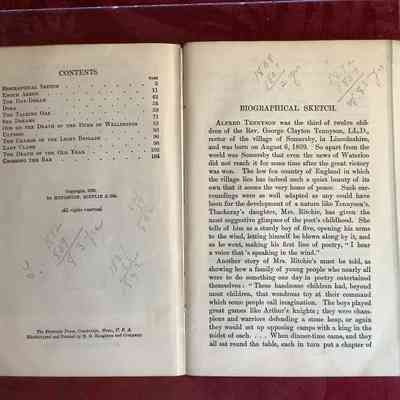 CONTENTS
PAGE
BIOGRAPHICAL SKETCH 5
ENOCH ARDEN 11
THE DAY-DREAM 42
DORA 53
THE TALKING OAK
SEA DREAMS 71
ODE ON THE DEATH OF THE DUKE OF WELLINGTON
ULYSSES
THE CHARGE OF THE LIGHT BRIGADE
LADY CLARE
THE DEATH OF THE OLD YEAR
CROSSING THE BAR 104
Copyright,
BY HOUGHTON, MIFFLIN & CO.
All rights reserved.
The Riverside Press, Cambridge, Mass., U. S. A.
Electrotyped and Printed by H. O. Houghton and Company.
BIOGRAPHICAL SKETCH.
ALFRED TENNYSON was the third of twelve children
of the Rev. George Clayton Tennyson, LL.D.,
rector of the village of Somersby, in Lincolnshire,
and was born on August 6, 1809. So apart from the
world was Somersby that even the news of Waterloo
did not reach it for some time after the great victory
was won. The low fen country of England in which
the village lies has indeed such a quiet beauty of its
own that it seems the very home of peace. Such surroundings
were as well adapted as any could have
been for the development of a nature like Tennyson's.
Thackeray's daughter, Mrs. Ritchie, has given the
most suggestive glimpses of the poet's childhood. She
tells of him as a sturdy boy of five, opening his arms
to the wind, letting himself be blown along by it, and
as he went, making his first line of poetry, "I hear
a voice that's speaking in the wind."
Another story of Mrs. Ritchie's must be told, as
showing how a family of young people who nearly all
were to do something one day in poetry entertained
themselves: "These handsome children had, beyond
most children, that wondrous toy at their command
which some people call imagination. The boys played
great games like Arthur's knights; they were champions
and warriors defending a stone heap, or again
they would set up opposing camps with a king in the
midst of each. . . . When dinner-time came, and they
all sat round the table, each in turn put a chapter of